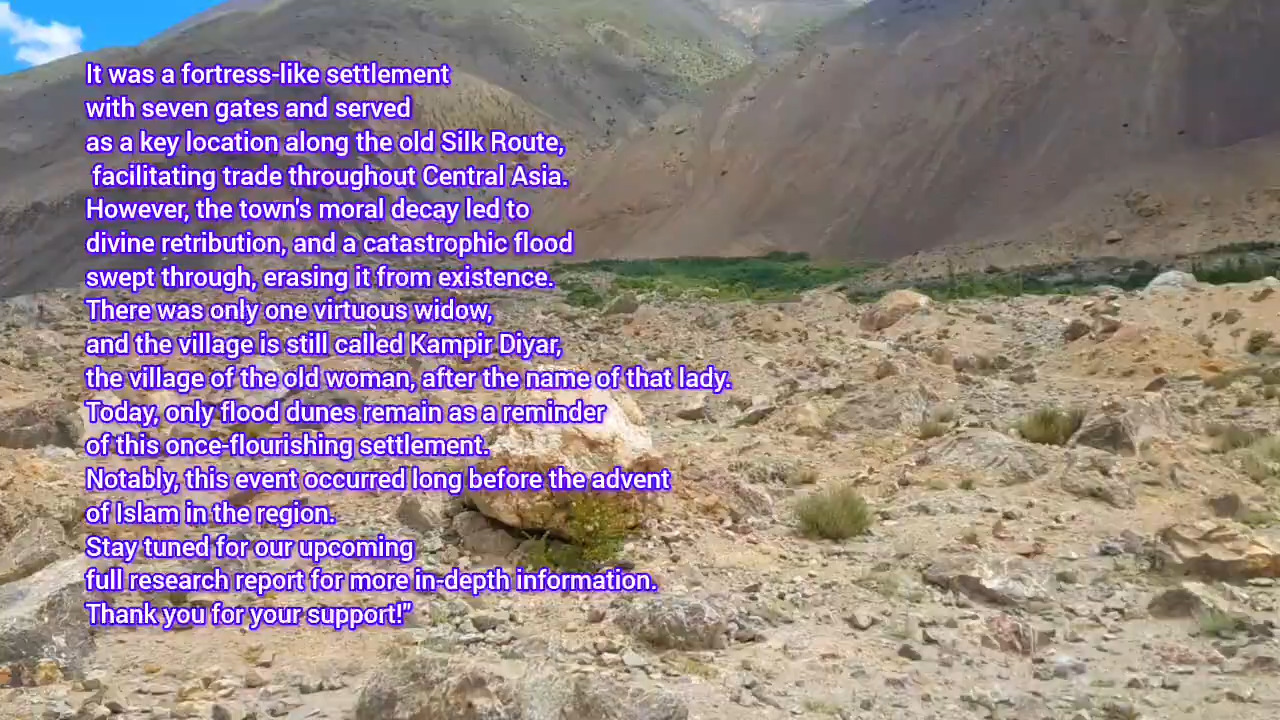 It was a fortress-like settlement
with seven gates and served
as a key location along the old Silk Route,
facilitating trade throughout Central Asia.
However, the town's moral decay led to
divine retribution, and a catastrophic flood
swept through, erasing it from existence.
There was only one virtuous widow,
and the village is still called Kampir Diyar,
the village of the old woman, after the name of that lady.
Today, only flood dunes remain as a reminder
of this once-flourishing settlement.
Notably, this event occurred long before the advent
of Islam in the region.
Stay tuned for our upcoming
full research report for more in-depth information.
Thank you for your support!"